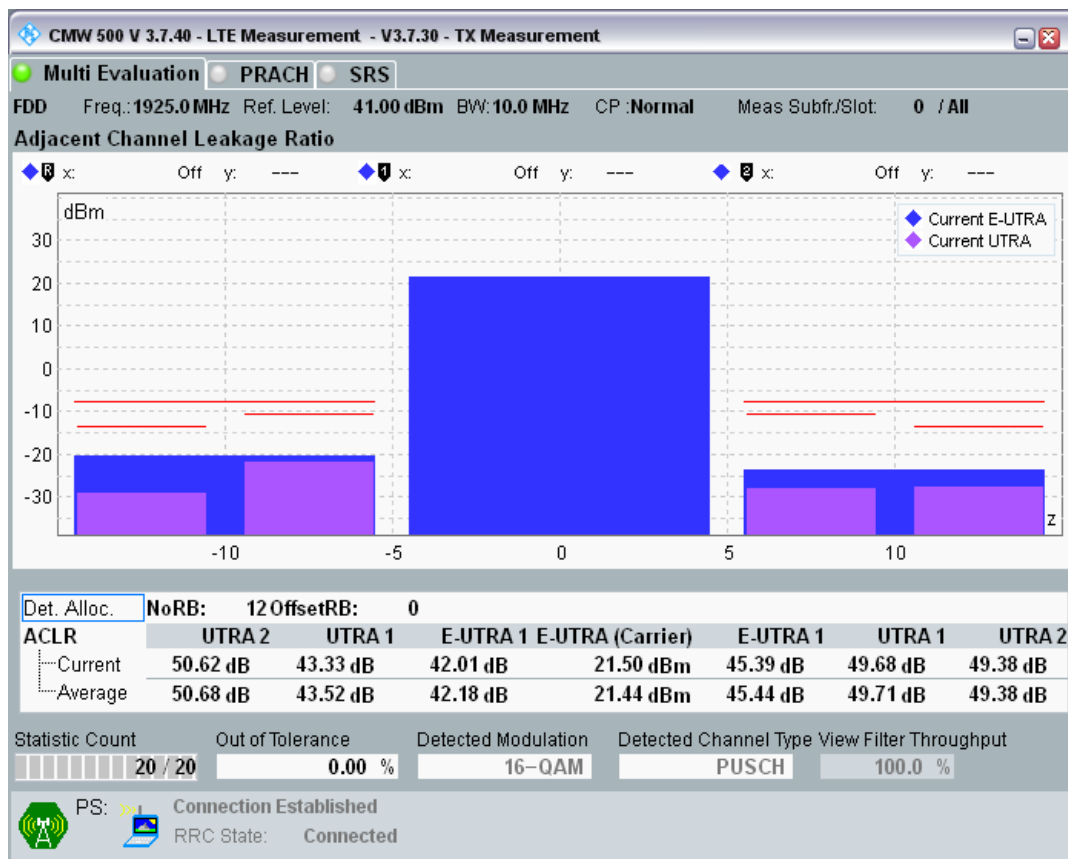 CMW 500 V 3.7.40 - LTE Measurement - V3.7.30 - TX Measurement
Multi Evaluation PRACH SRS
FDD Freq.:1925.0 MHz Ref. Level: 41.00 dBm BW:10.0 MHz CP :Normal Meas Subfr./Slot: 0 / All
Adjacent Channel Leakage Ratio
R x: Off y: --- 1 x: Off y: --- 2 x: Off y: ---
dBm
Current E-UTRA
Current UTRA
30
20
10
0
-10
-20
-30
z
-10 -5 0 5 10
Det. Alloc. NoRB: 12 OffsetRB: 0
ACLR UTRA 2 UTRA 1 E-UTRA 1 E-UTRA (Carrier) E-UTRA 1 UTRA 1 UTRA 2
Current 50.62 dB 43.33 dB 42.01 dB 21.50 dBm 45.39 dB 49.68 dB 49.38 dB
Average 50.68 dB 43.52 dB 42.18 dB 21.44 dBm 45.44 dB 49.71 dB 49.38 dB
Statistic Count Out of Tolerance Detected Modulation Detected Channel Type View Filter Throughput
20 / 20 0.00 % 16-QAM PUSCH 100.0 %
PS: Connection Established
RRC State: Connected